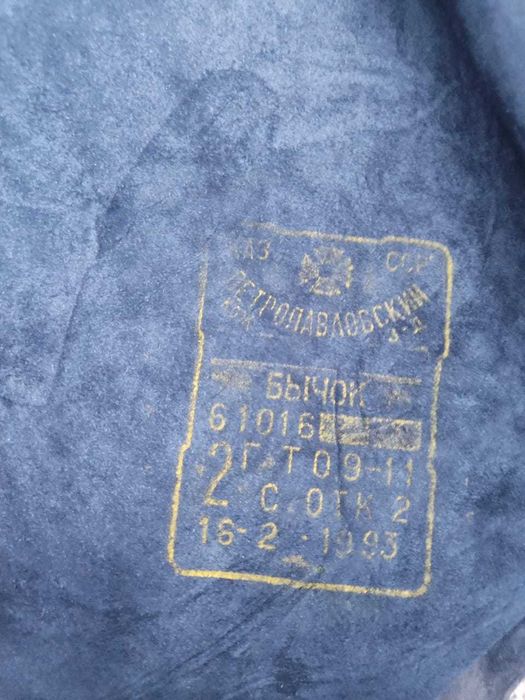 КАЗ ССР
ПЕТРОПАВЛОВСКИЙ
З-Д
БЫЧОК
61016
2 Г-Т 09-11
С ОТК 2
16-2·1993